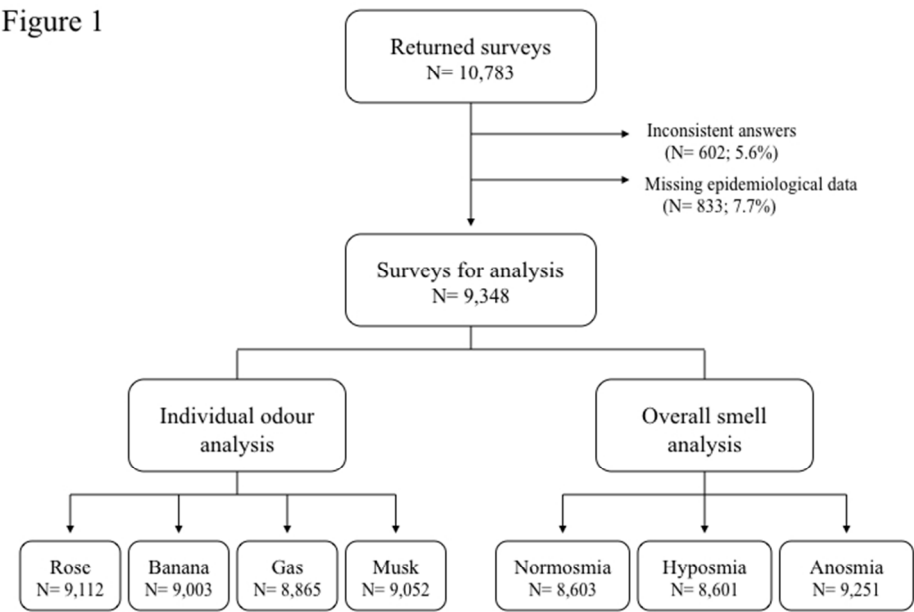 Figure 1
Returned surveys
N= 10,783
Inconsistent answers
(N= 602; 5.6%)
Missing epidemiological data
(N= 833; 7.7%)
Surveys for analysis
N= 9,348
Individual odour
analysis
Overall smell
analysis
Rose
N= 9,112
Banana
N= 9,003
Gas
N= 8,865
Musk
N= 9,052
Normosmia
N= 8,603
Hyposmia
N= 8,601
Anosmia
N= 9,251